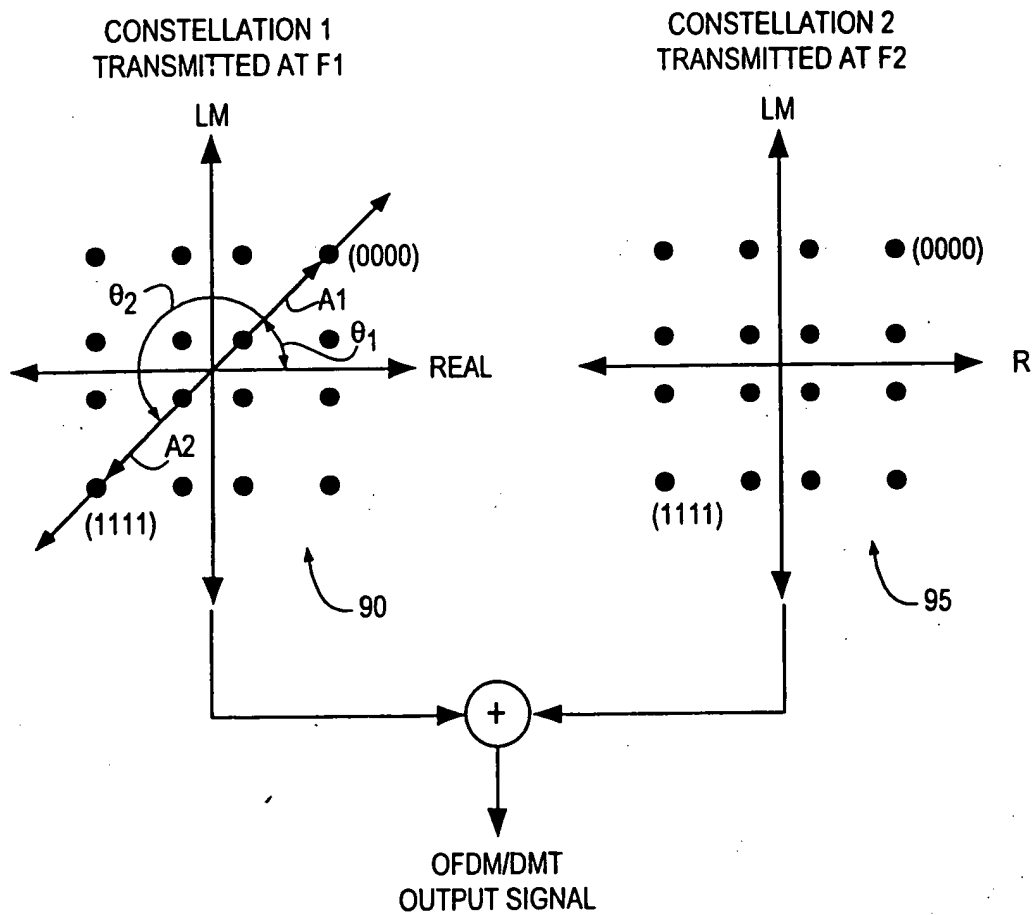 CONSTELLATION 1
TRANSMITTED AT F1
CONSTELLATION 2
TRANSMITTED AT F2
LM
LM
(0000)
(0000)
θ2
A1
θ1
REAL
R
A2
(1111)
(1111)
90
95
+
OFDM/DMT
OUTPUT SIGNAL